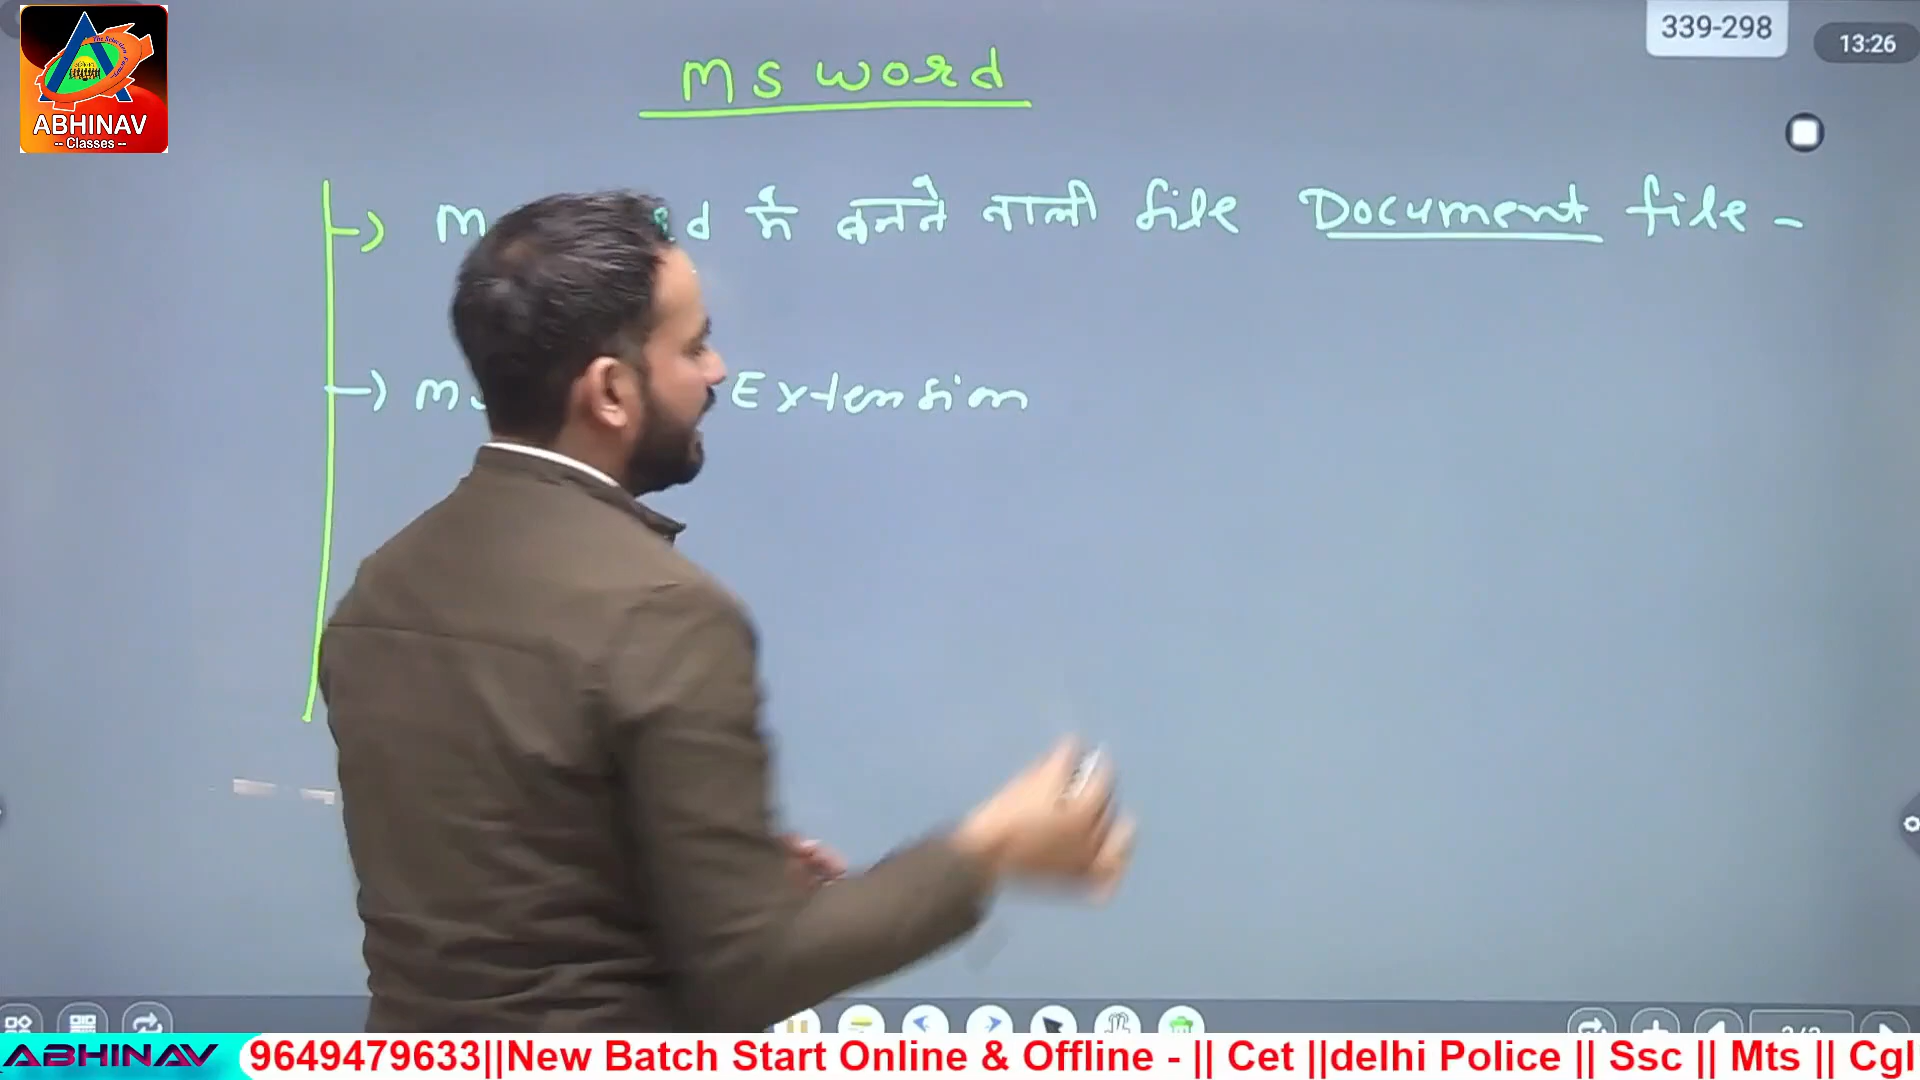 339-298
13:26
ABHINAV
-- Classes --
MS Word
d में बनने वाली file Document file -
Extension
ABHINAV 9649479633||New Batch Start Online & Offline - || Cet ||delhi Police || Ssc || Mts || Cgl